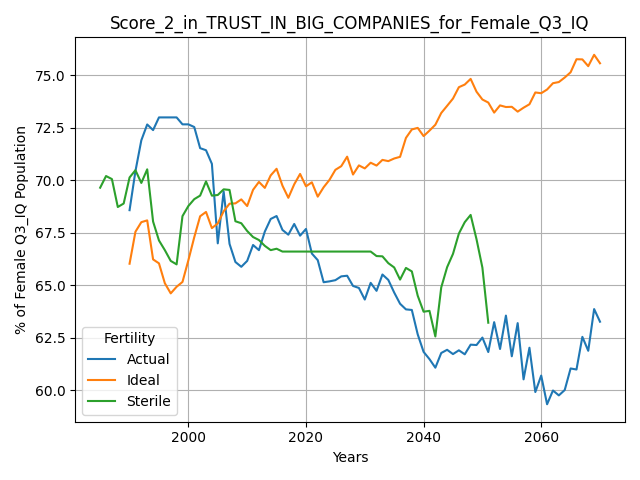 Score_2_in_TRUST_IN_BIG_COMPANIES_for_Female_Q3_IQ
% of Female Q3_IQ Population
75.0
72.5
70.0
67.5
65.0
62.5
60.0
Fertility
Actual
Ideal
Sterile
2000
2020
2040
2060
Years